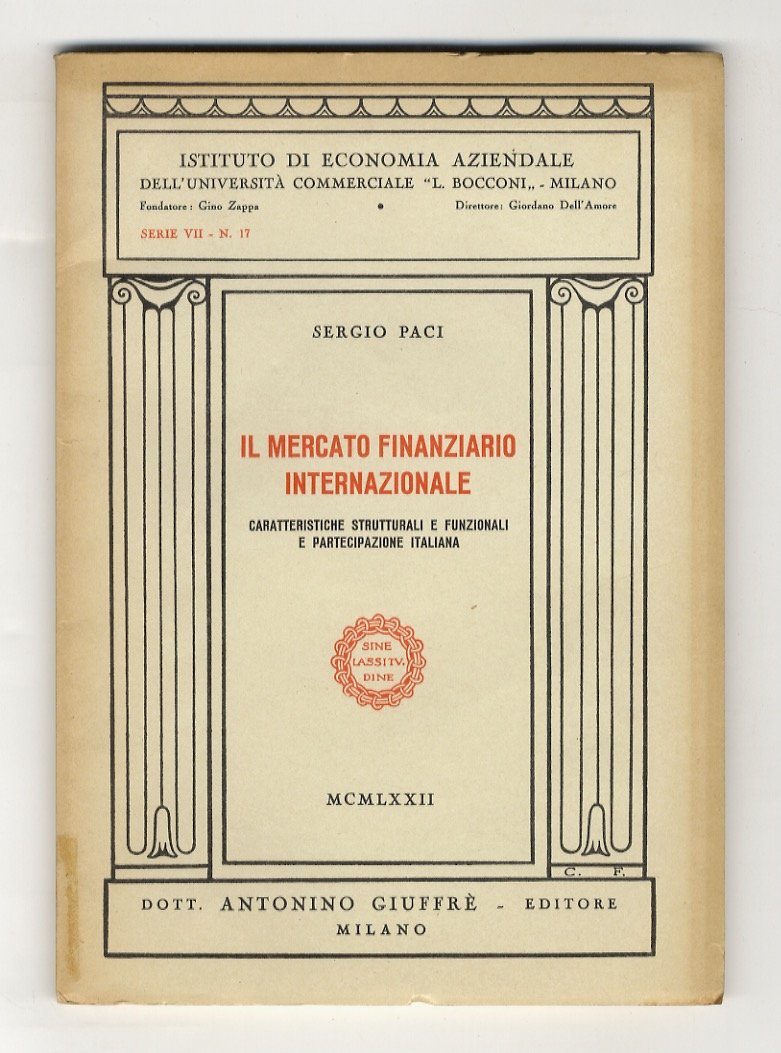 ISTITUTO DI ECONOMIA AZIENDALE
DELL'UNIVERSITÀ COMMERCIALE "L. BOCCONI„ - MILANO
Fondatore: Gino Zappa • Direttore: Giordano Dell'Amore
SERIE VII - N. 17
SERGIO PACI
IL MERCATO FINANZIARIO
INTERNAZIONALE
CARATTERISTICHE STRUTTURALI E FUNZIONALI
E PARTECIPAZIONE ITALIANA
SINE
LASSITV.
DINE
MCMLXXII
C. F.
DOTT. ANTONINO GIUFFRÈ - EDITORE
MILANO